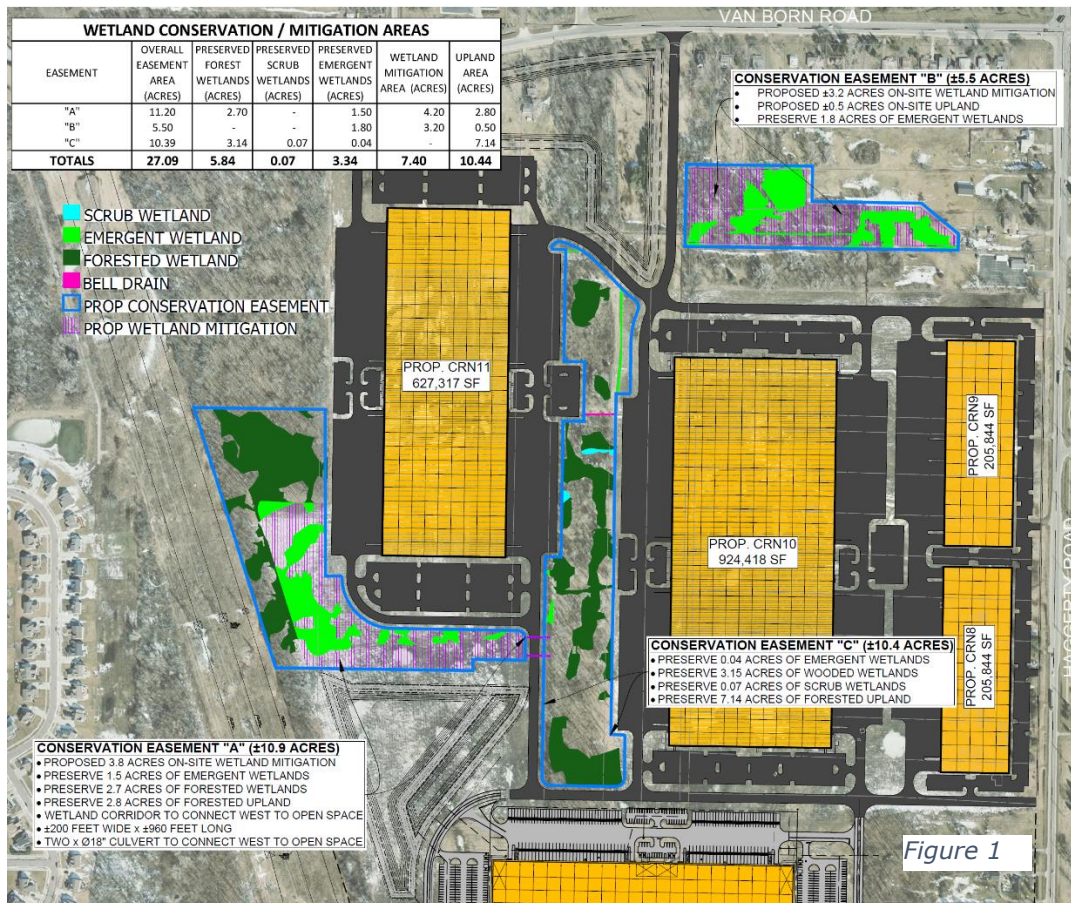 VAN BORN ROAD
WETLAND CONSERVATION / MITIGATION AREAS
EASEMENT OVERALL EASEMENT AREA (ACRES) PRESERVED FOREST WETLANDS (ACRES) PRESERVED SCRUB WETLANDS (ACRES) PRESERVED EMERGENT WETLANDS (ACRES) WETLAND MITIGATION AREA (ACRES) UPLAND AREA (ACRES)
"A" 11.20 2.70 - 1.50 4.20 2.80
"B" 5.50 - - 1.80 3.20 0.50
"C" 10.39 3.14 0.07 0.04 - 7.14
TOTALS 27.09 5.84 0.07 3.34 7.40 10.44
CONSERVATION EASEMENT "B" (±5.5 ACRES)
• PROPOSED ±3.2 ACRES ON-SITE WETLAND MITIGATION
• PROPOSED ±0.5 ACRES ON-SITE UPLAND
• PRESERVE 1.8 ACRES OF EMERGENT WETLANDS
SCRUB WETLAND
EMERGENT WETLAND
FORESTED WETLAND
BELL DRAIN
PROP CONSERVATION EASEMENT
PROP WETLAND MITIGATION
PROP. CRN11
627,317 SF
PROP. CRN9
205,844 SF
PROP. CRN10
924,418 SF
PROP. CRN8
205,844 SF
HAGGERTY ROAD
CONSERVATION EASEMENT "C" (±10.4 ACRES)
• PRESERVE 0.04 ACRES OF EMERGENT WETLANDS
• PRESERVE 3.15 ACRES OF WOODED WETLANDS
• PRESERVE 0.07 ACRES OF SCRUB WETLANDS
• PRESERVE 7.14 ACRES OF FORESTED UPLAND
CONSERVATION EASEMENT "A" (±10.9 ACRES)
• PROPOSED 3.8 ACRES ON-SITE WETLAND MITIGATION
• PRESERVE 1.5 ACRES OF EMERGENT WETLANDS
• PRESERVE 2.7 ACRES OF FORESTED WETLANDS
• PRESERVE 2.8 ACRES OF FORESTED UPLAND
• WETLAND CORRIDOR TO CONNECT WEST TO OPEN SPACE
• ±200 FEET WIDE x ±960 FEET LONG
• TWO x Ø18" CULVERT TO CONNECT WEST TO OPEN SPACE
Figure 1